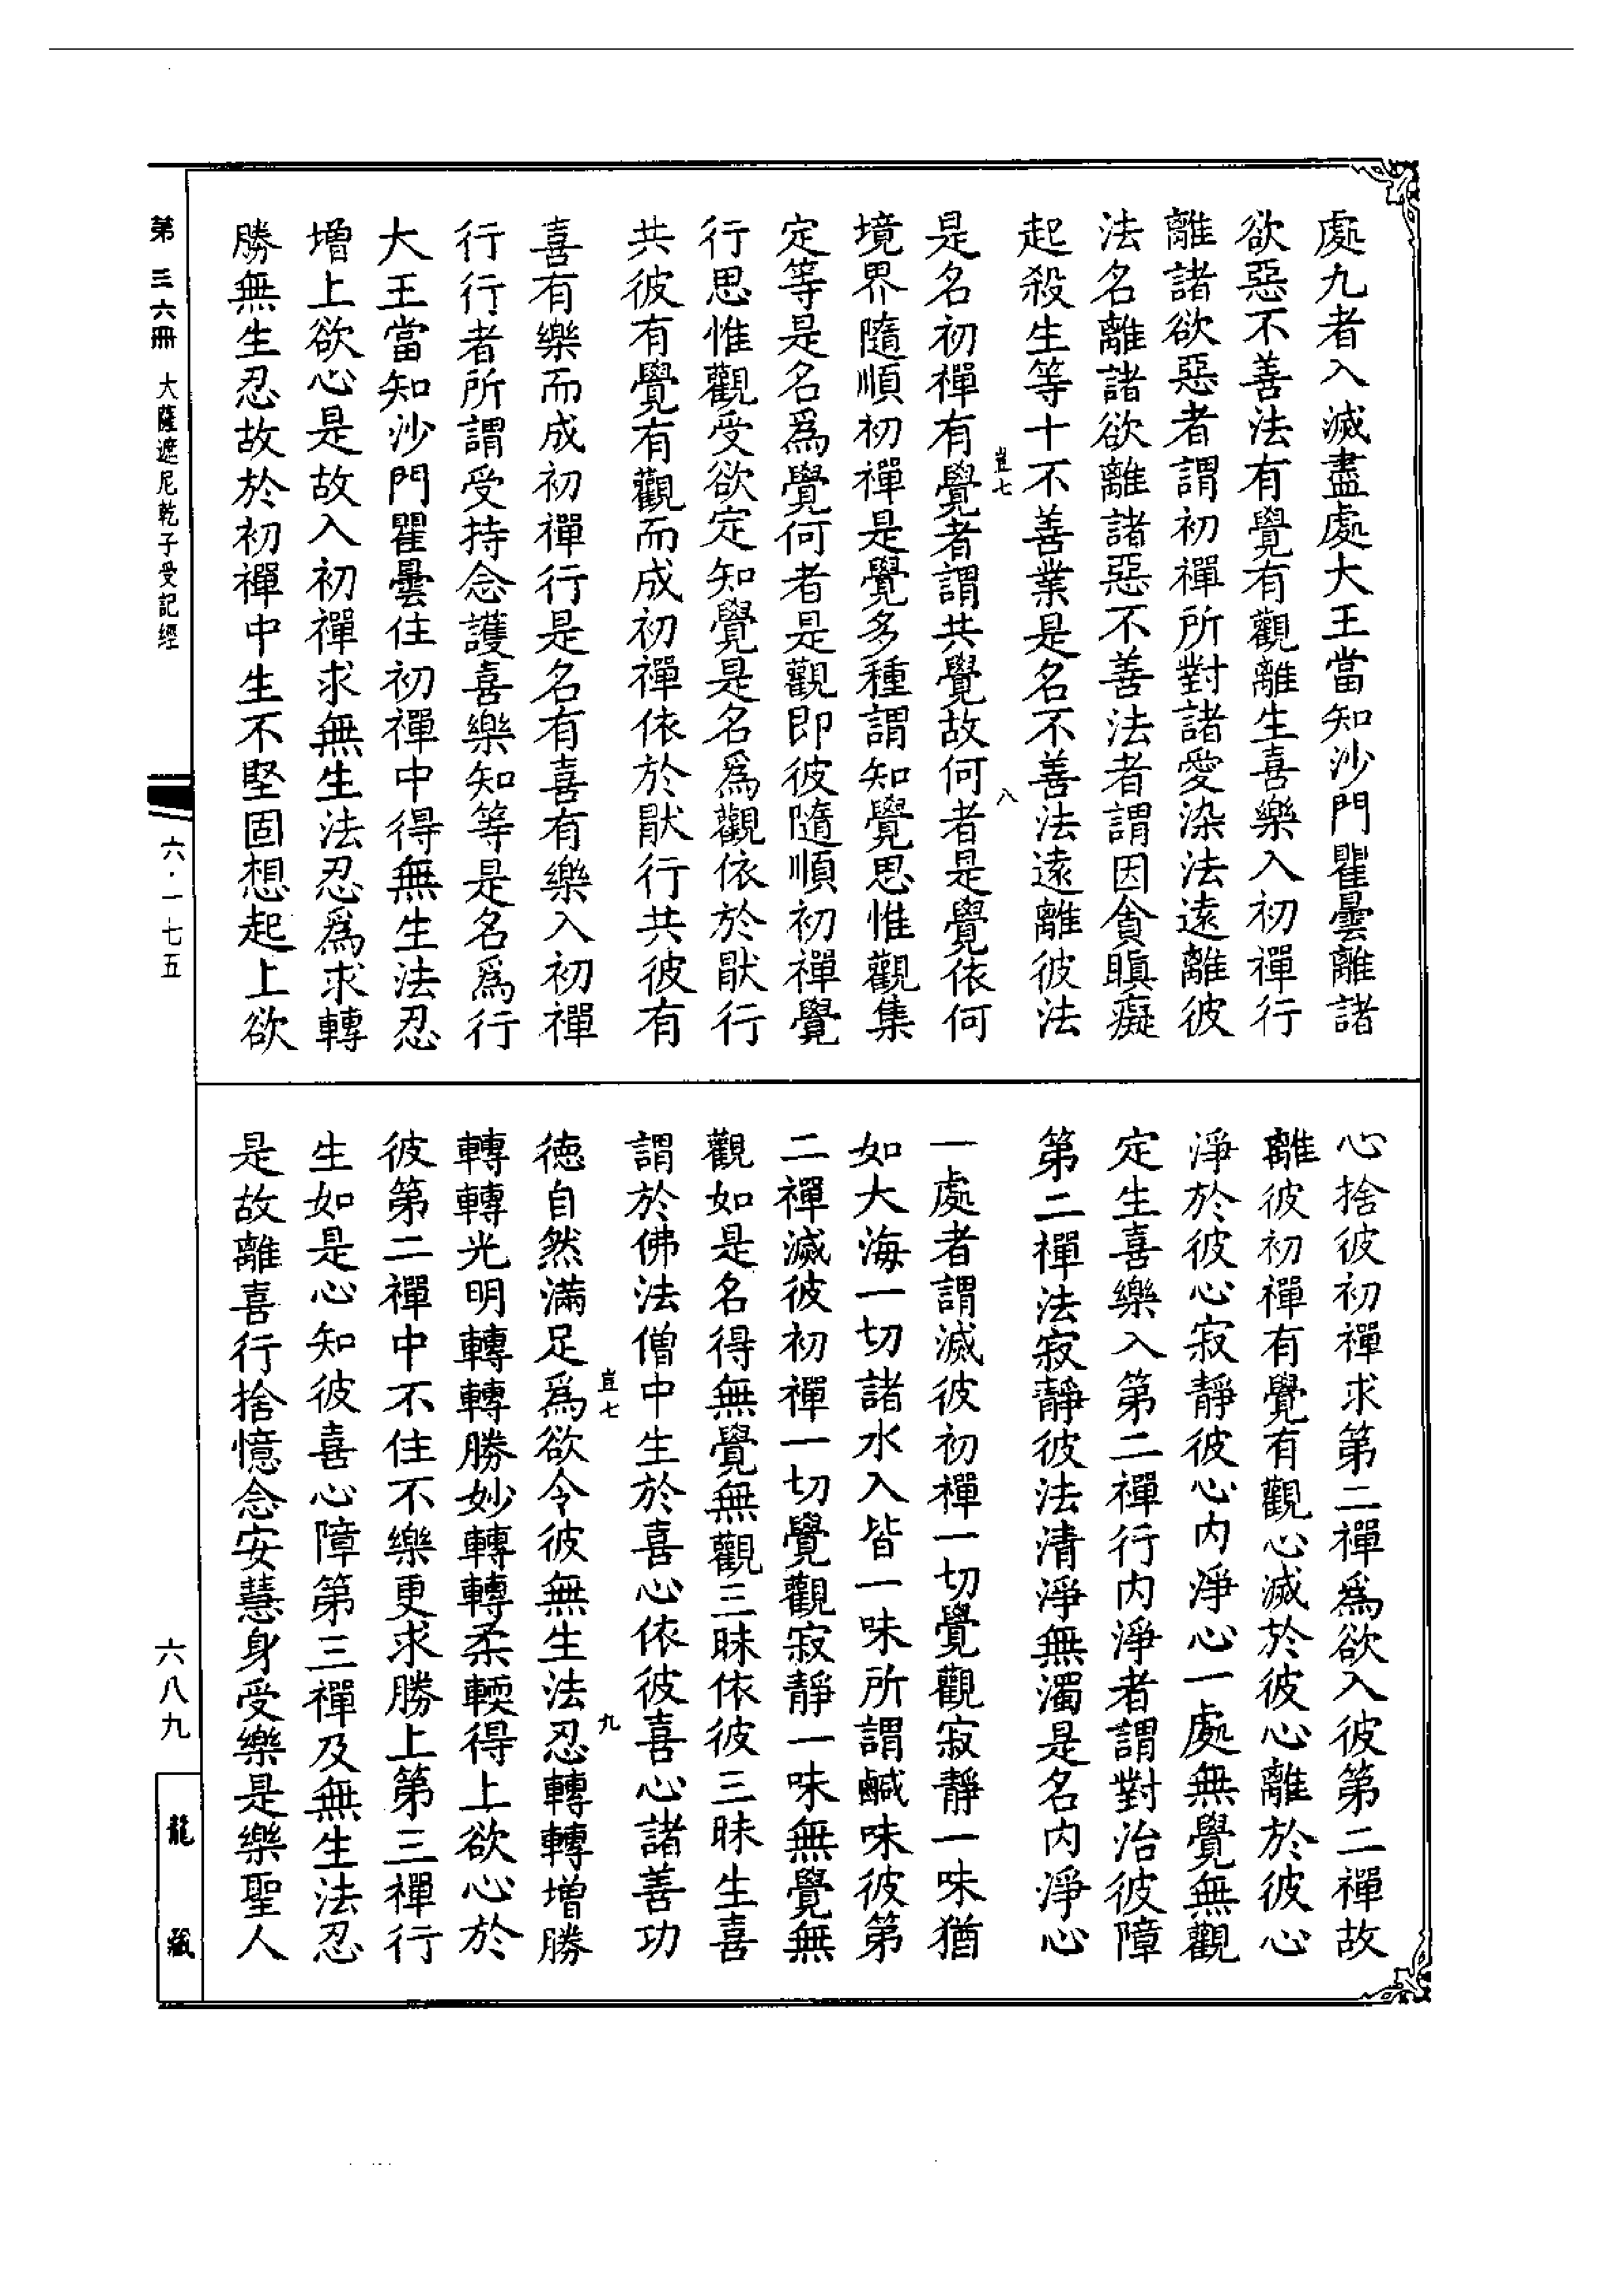 處九者入滅盡處大王當知沙門瞿曇離諸
欲惡不善法有覺有觀離生喜樂入初禪行
離諸欲惡者謂初禪所對諸愛染法遠離彼
法名離諸欲離諸惡不善法者謂因貪瞋癡
起殺生等十不善業是名不善法遠離彼法
豈七
八
是名初禪有覺者謂共覺故何者是覺依何
境界隨順初禪是覺多種謂知覺思惟觀集
定等是名為覺何者是觀即彼隨順初禪覺
行思惟觀受欲定知覺是名為觀依於猒行
共彼有覺有觀而成初禪依於猒行共彼有
喜有樂而成初禪行是名有喜有樂入初禪
行行者所謂受持念護喜樂知等是名為行
大王當知沙門瞿曇住初禪中得無生法忍
增上欲心是故入初禪求無生法忍為求轉
勝無生忍故於初禪中生不堅固想起上欲
心捨彼初禪求第二禪為欲入彼第二禪故
離彼初禪有覺有觀心滅於彼心離於彼心
淨於彼心寂靜彼心內淨心一處無覺無觀
定生喜樂入第二禪行內淨者謂對治彼障
第二禪法寂靜彼法清淨無濁是名內淨心
一處者謂滅彼初禪一切覺觀寂靜一味猶
如大海一切諸水入皆一味所謂鹹味彼第
二禪滅彼初禪一切覺觀寂靜一味無覺無
觀如是名得無覺無觀三昧依彼三昧生喜
謂於佛法僧中生於喜心依彼喜心諸善功
豈七
九
德自然滿足為欲令彼無生法忍轉轉增勝
轉轉光明轉轉勝妙轉轉柔輭得上欲心於
彼第二禪中不住不樂更求勝上第三禪行
生如是心知彼喜心障第三禪及無生法忍
是故離喜行捨憶念安慧身受樂是樂聖人
第三六冊 大薩遮尼乾子受記經
六·一七五
六八九
龍藏